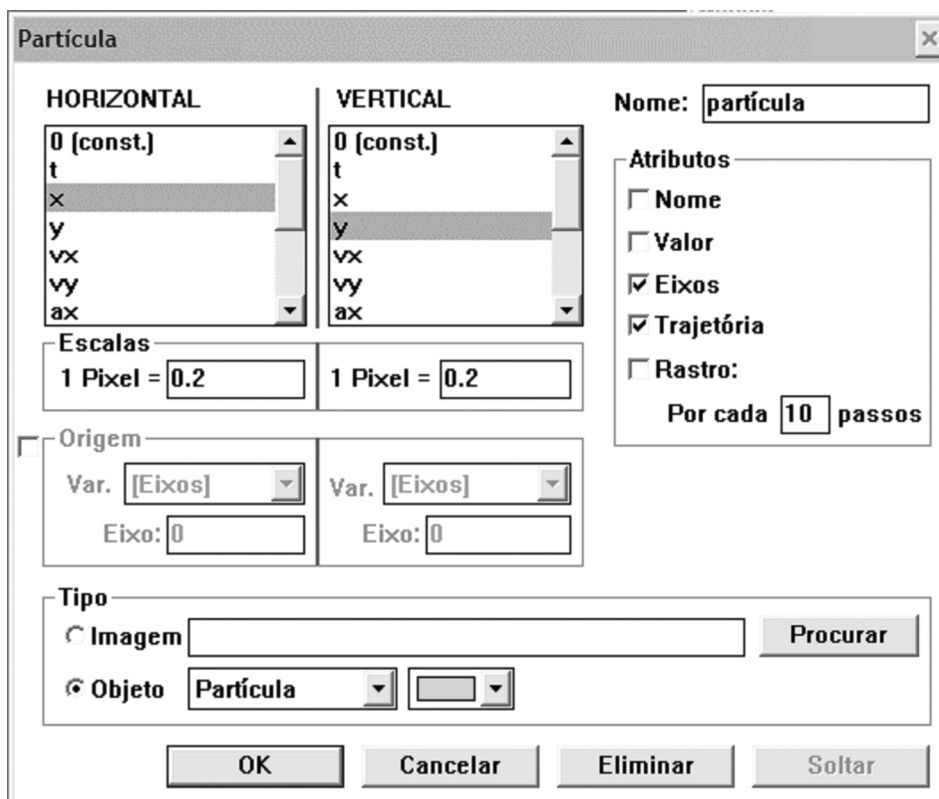 Partícula
HORIZONTAL
0 (const.)
t
x
y
vx
vy
ax
VERTICAL
0 (const.)
t
x
y
vx
vy
ax
Nome: partícula
Atributos
Nome
Valor
Eixos
Trajetória
Rastro:
Por cada 10 passos
Escalas
1 Pixel = 0.2
1 Pixel = 0.2
Origem
Var. [Eixos]
Eixo: 0
Var. [Eixos]
Eixo: 0
Tipo
Imagem
Procurar
Objeto Partícula
OK Cancelar Eliminar Soltar